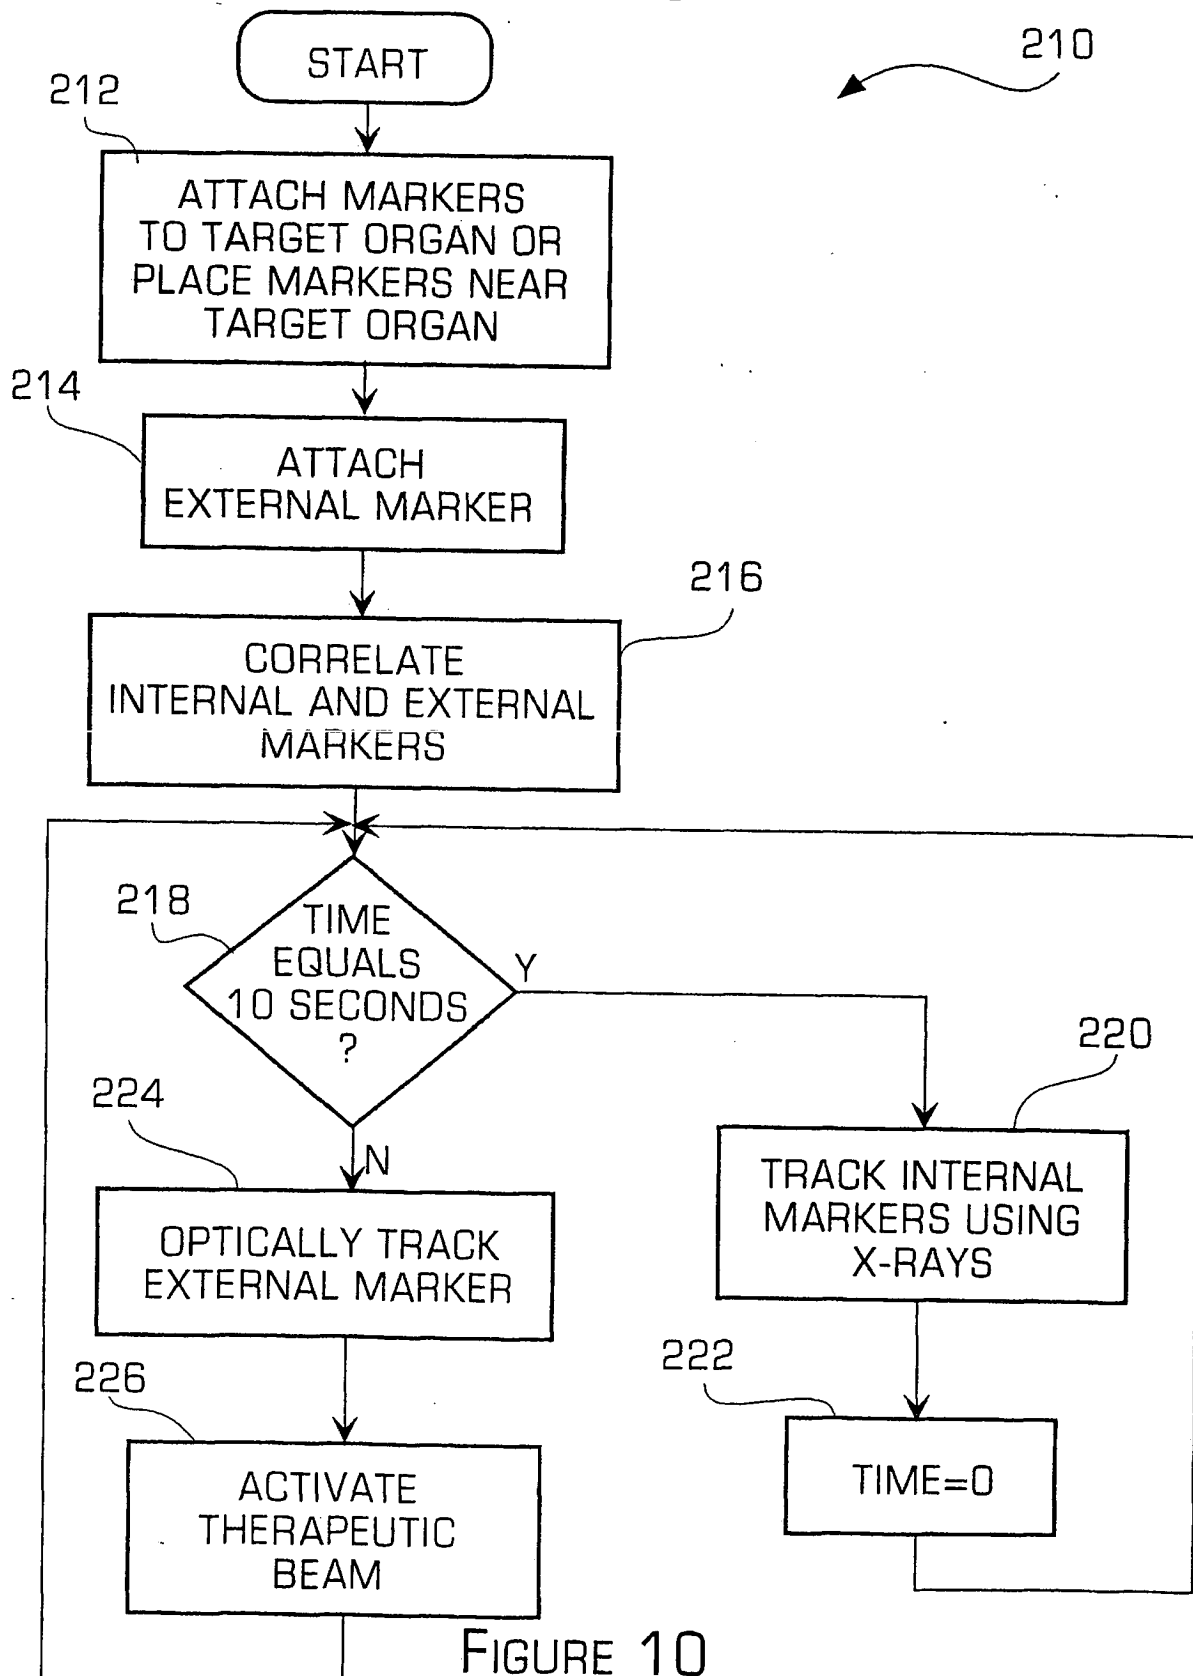 START
210
212
ATTACH MARKERS
TO TARGET ORGAN OR
PLACE MARKERS NEAR
TARGET ORGAN
214
ATTACH
EXTERNAL MARKER
216
CORRELATE
INTERNAL AND EXTERNAL
MARKERS
218
TIME
EQUALS
10 SECONDS
?
Y
N
220
TRACK INTERNAL
MARKERS USING
X-RAYS
224
OPTICALLY TRACK
EXTERNAL MARKER
222
TIME=0
226
ACTIVATE
THERAPEUTIC
BEAM
FIGURE 10